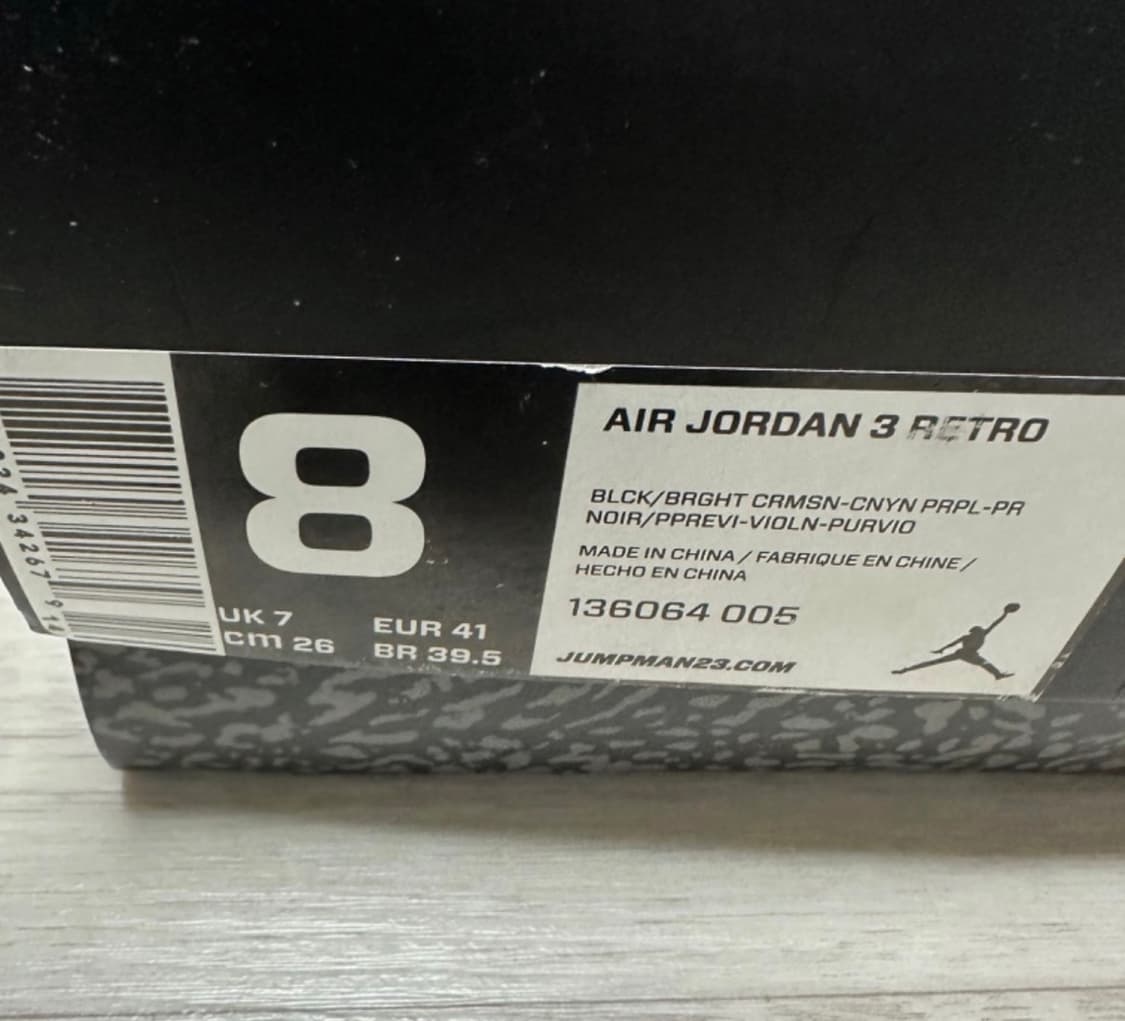 8
UK 7
cm 26
EUR 41
BR 39.5
AIR JORDAN 3 RETRO
BLCK/BRGHT CRMSN-CNYN PRPL-PR
NOIR/PPREVI-VIOLN-PURVIO
MADE IN CHINA / FABRIQUE EN CHINE /
HECHO EN CHINA
136064 005
JUMPMAN23.COM
34267